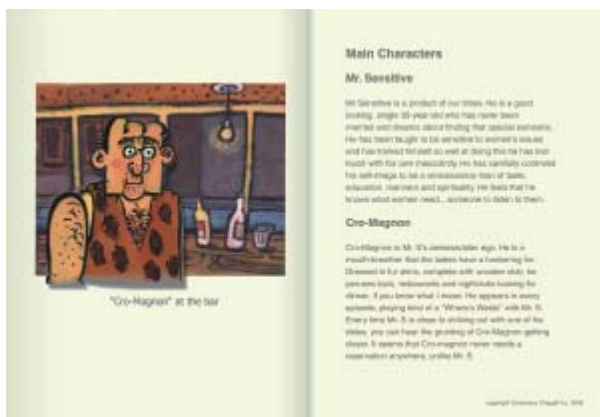 "Cro-Magnon" at the bar
Main Characters
Mr. Sensitive
Mr Sensitive is a product of our times. He is a good
looking, single 35-year-old who has never been
married and dreams about finding that special someone.
He has been taught to be sensitive to women's issues
and has trained himself so well at doing this he has lost
touch with his own masculinity. He has carefully contrived
his self-image to be a renaissance man of taste,
education, manners and spirituality. He feels that he
knows what women need... someone to listen to them.
Cro-Magnon
Cro-Magnon is Mr. S's nemesis/alter ego. He is a
mouth-breather that the ladies have a hankering for.
Dressed in fur skins, complete with wooden club, he
peruses bars, restaurants and nightclubs looking for
dinner, if you know what I mean. He appears in every
episode, playing kind of a "Where's Waldo" with Mr. S.
Every time Mr. S is close to striking out with one of his
dates, you can hear the grunting of Cro-Magnon getting
closer. It seems that Cro-magnon never needs a
reservation anywhere, unlike Mr. S.
copyright